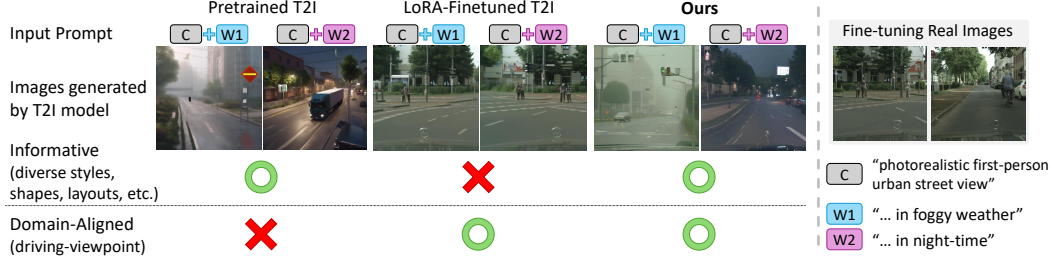 Pretrained T2I LoRA-Finetuned T2I Ours
Input Prompt C + W1 C + W2 C + W1 C + W2 C + W1 C + W2
Images generated
by T2I model
Informative
(diverse styles,
shapes, layouts, etc.)
Domain-Aligned
(driving-viewpoint)
Fine-tuning Real Images
C "photorealistic first-person
urban street view"
W1 "... in foggy weather"
W2 "... in night-time"